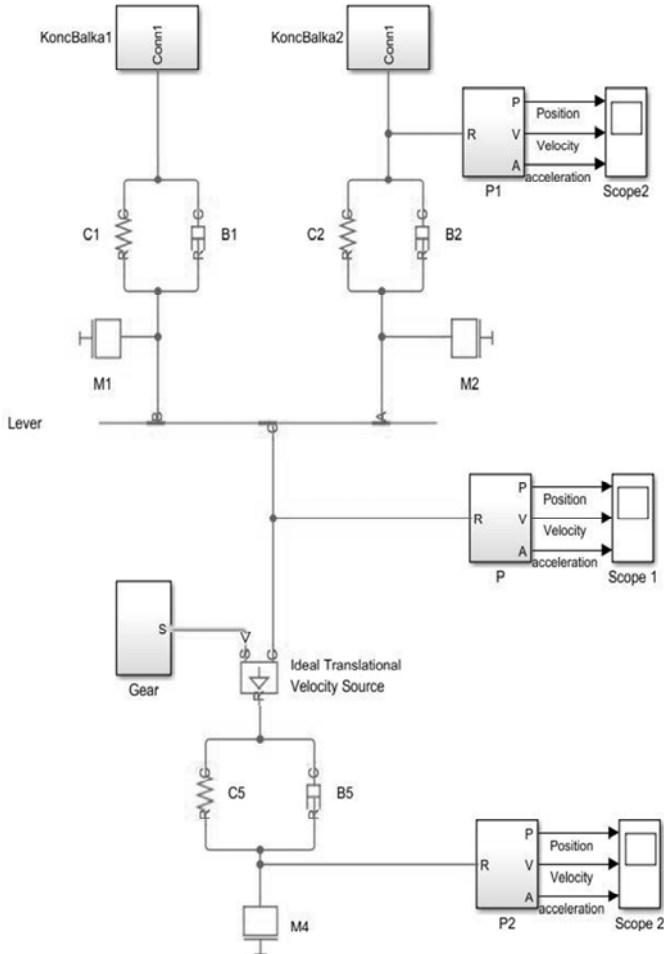 KoncBalka1
Conn1
KoncBalka2
Conn1
R
P
V
A
Position
Velocity
acceleration
P1
Scope2
C1
C
R
B1
C
R
C2
C
R
B2
C
R
M1
M2
Lever
B
C
A
R
P
V
A
Position
Velocity
acceleration
P
Scope 1
S
Gear
S
C
R
Ideal Translational
Velocity Source
C5
C
R
B5
C
R
R
P
V
A
Position
Velocity
acceleration
P2
Scope 2
M4